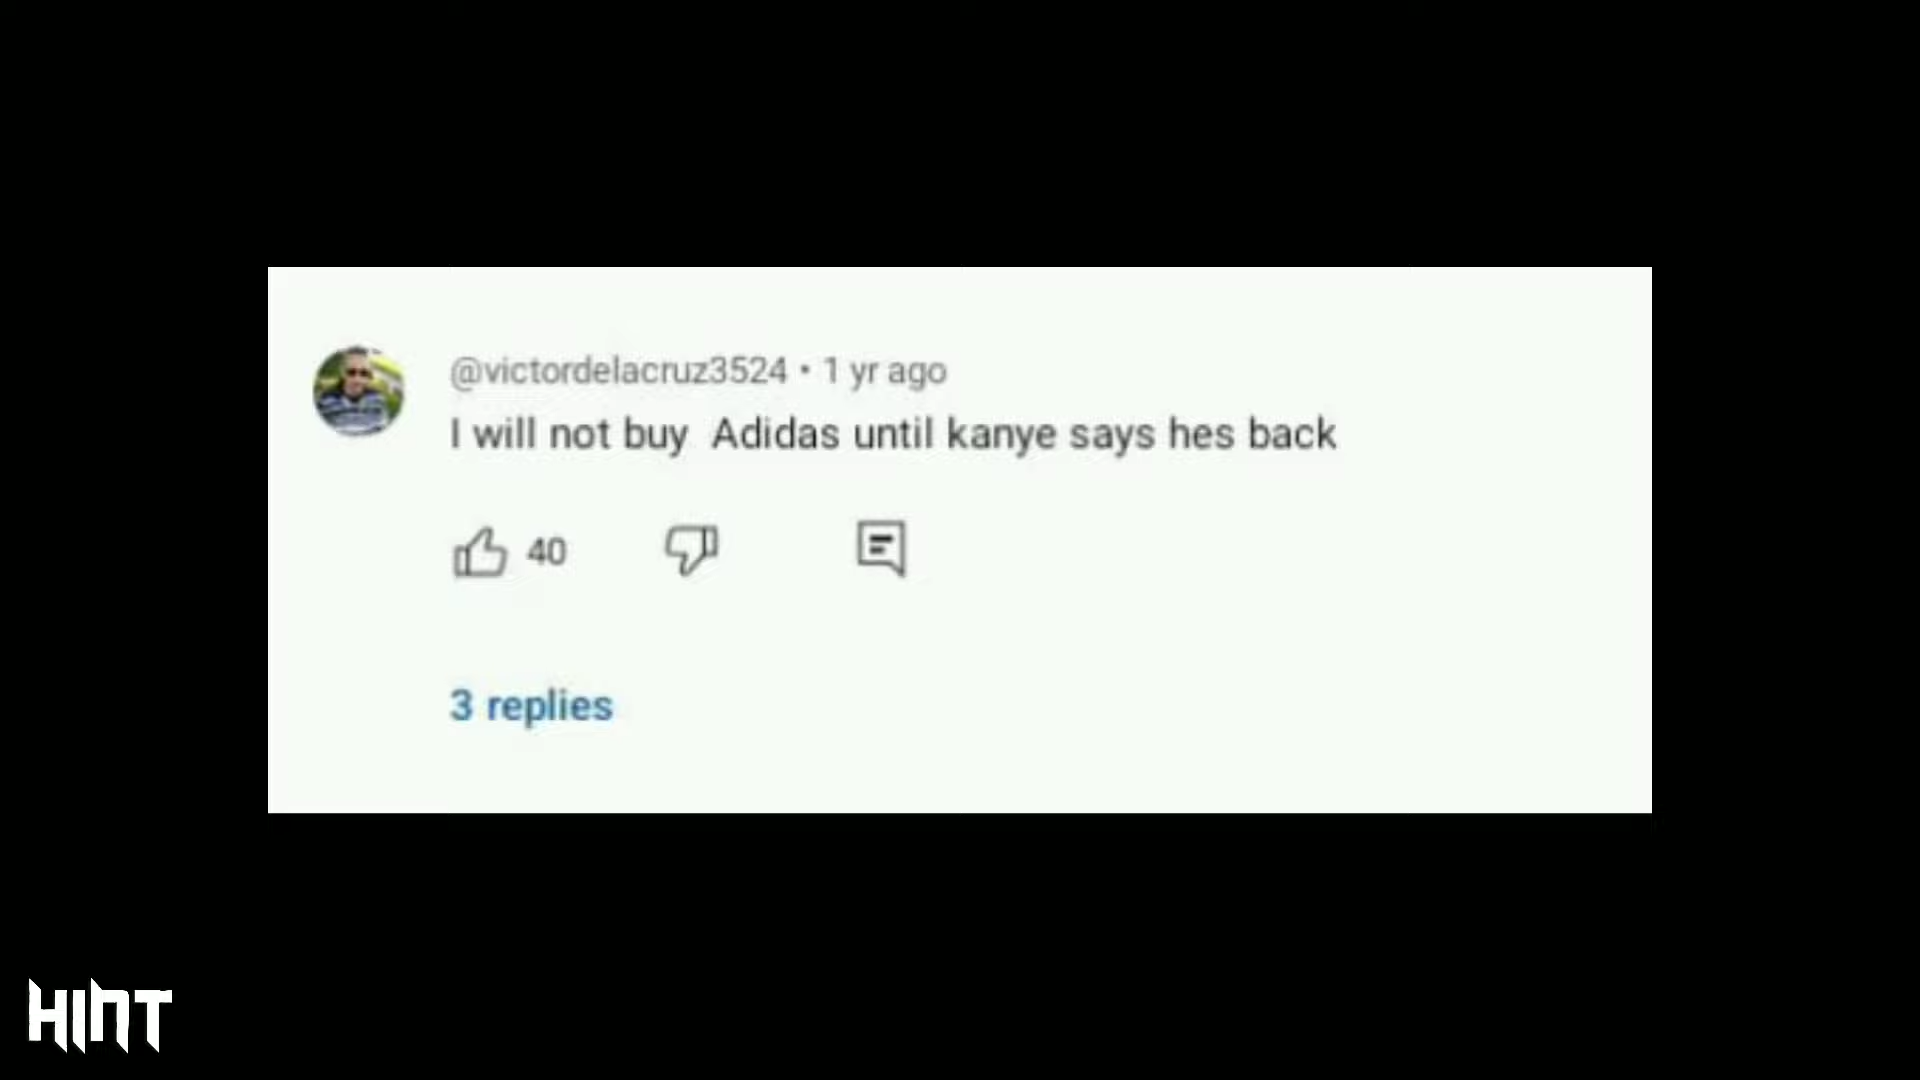 @victordelacruz3524 • 1 yr ago
I will not buy  Adidas until kanye says hes back
40
3 replies
HINT